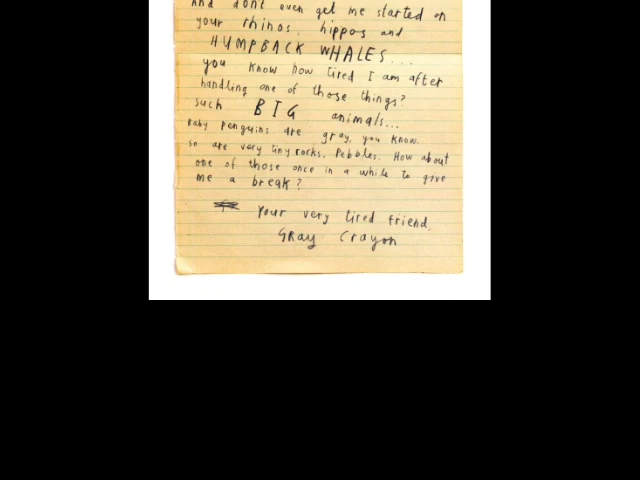 And don't even get me started on
your rhinos, hippos and
HUMPBACK WHALES...
you know how tired I am after
handling one of those things?
such BIG animals...
Baby penguins are gray, you know.
so are very tiny rocks. Pebbles. How about
one of those once in a while to give
me a break?
Your very tired friend,
GRAY Crayon